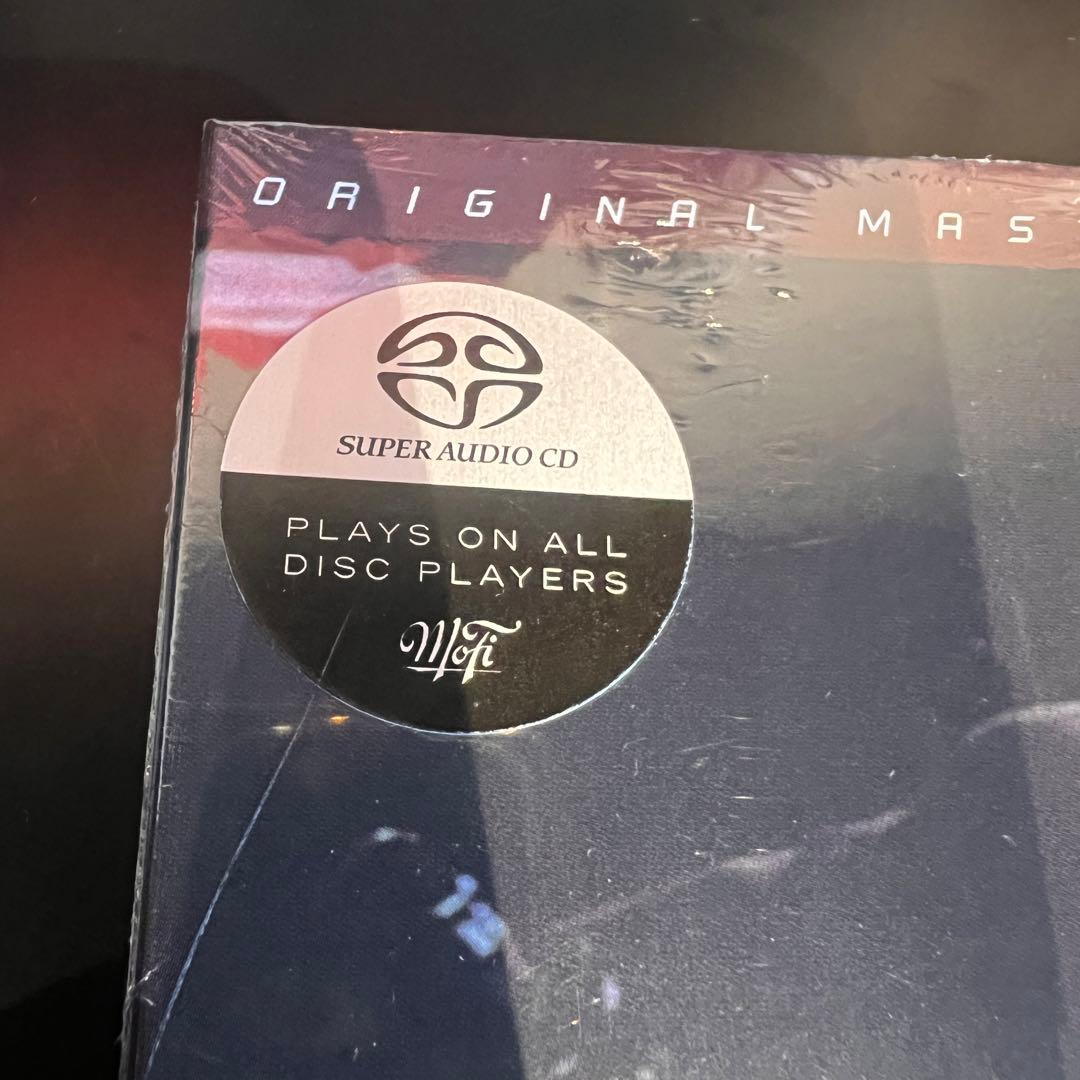 ORIGINAL MAS
SUPER AUDIO CD
PLAYS ON ALL
DISC PLAYERS
MoFi